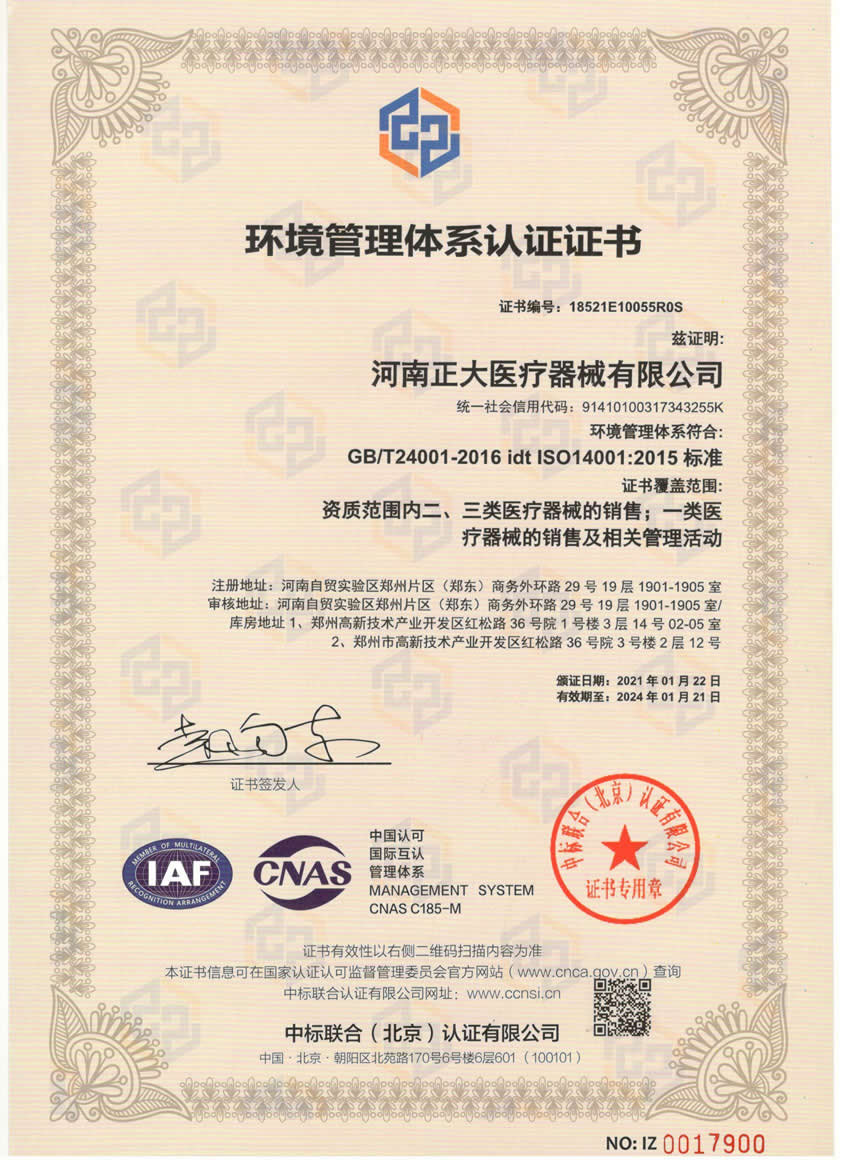 环境管理体系认证证书
证书编号：18521E10055R0S
兹证明:
河南正大医疗器械有限公司
统一社会信用代码：91410100317343255K
环境管理体系符合:
GB/T24001-2016 idt ISO14001:2015 标准
证书覆盖范围:
资质范围内二、三类医疗器械的销售；一类医
疗器械的销售及相关管理活动
注册地址：河南自贸实验区郑州片区（郑东）商务外环路 29 号 19 层 1901-1905 室
审核地址：河南自贸实验区郑州片区（郑东）商务外环路 29 号 19 层 1901-1905 室/
库房地址 1、郑州高新技术产业开发区红松路 36 号院 1 号楼 3 层 14 号 02-05 室
2、郑州市高新技术产业开发区红松路 36 号院 3 号楼 2 层 12 号
颁证日期：2021 年 01 月 22 日
有效期至：2024 年 01 月 21 日
证书签发人
MEMBER OF MULTILATERAL
IAF
RECOGNITION ARRANGEMENT
CNAS
中国认可
国际互认
管理体系
MANAGEMENT SYSTEM
CNAS C185-M
中标联合（北京）认证有限公司
证书专用章
证书有效性以右侧二维码扫描内容为准
本证书信息可在国家认证认可监督管理委员会官方网站（www.cnca.gov.cn）查询
中标联合认证有限公司网址：www.ccnsi.cn
中标联合（北京）认证有限公司
中国·北京·朝阳区北苑路170号6号楼6层601（100101）
NO: IZ 0017900